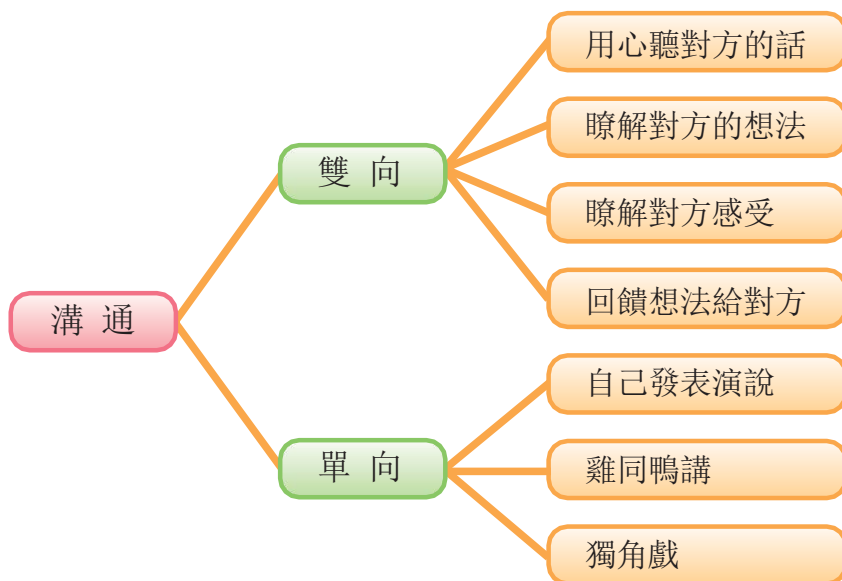 溝通
雙向
用心聽對方的話
瞭解對方的想法
瞭解對方感受
回饋想法給對方
單向
自己發表演說
雞同鴨講
獨角戲